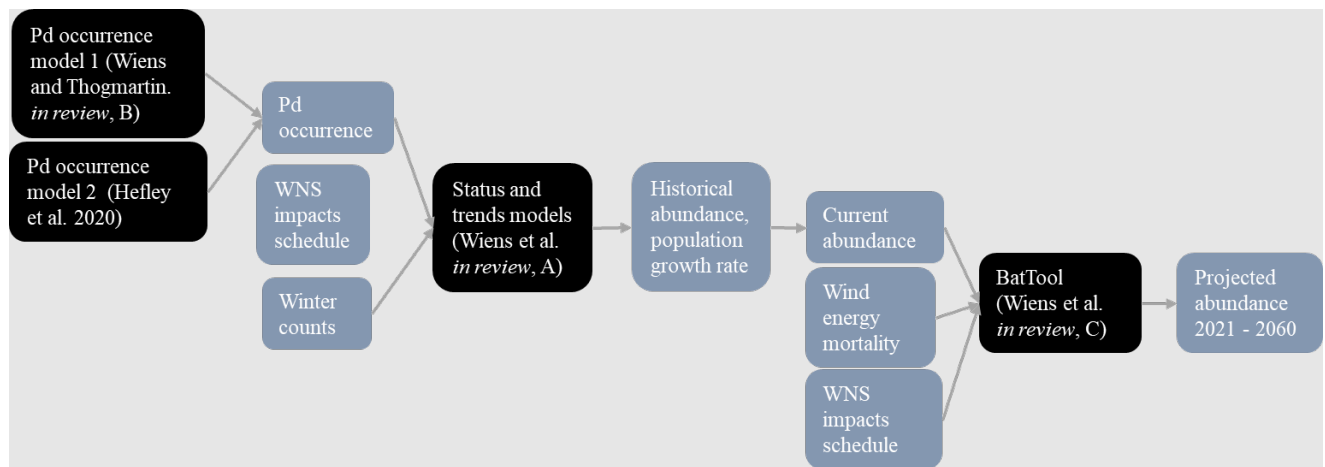 Pd occurrence
model 1 (Wiens
and Thogmartin.
in review, B)
Pd occurrence
model 2  (Hefley
et al. 2020)
Pd
occurrence
WNS
impacts
schedule
Winter
counts
Status and
trends models
(Wiens et al.
in review, A)
Historical
abundance,
population
growth rate
Current
abundance
Wind
energy
mortality
WNS
impacts
schedule
BatTool
(Wiens et al.
in review, C)
Projected
abundance
2021 - 2060